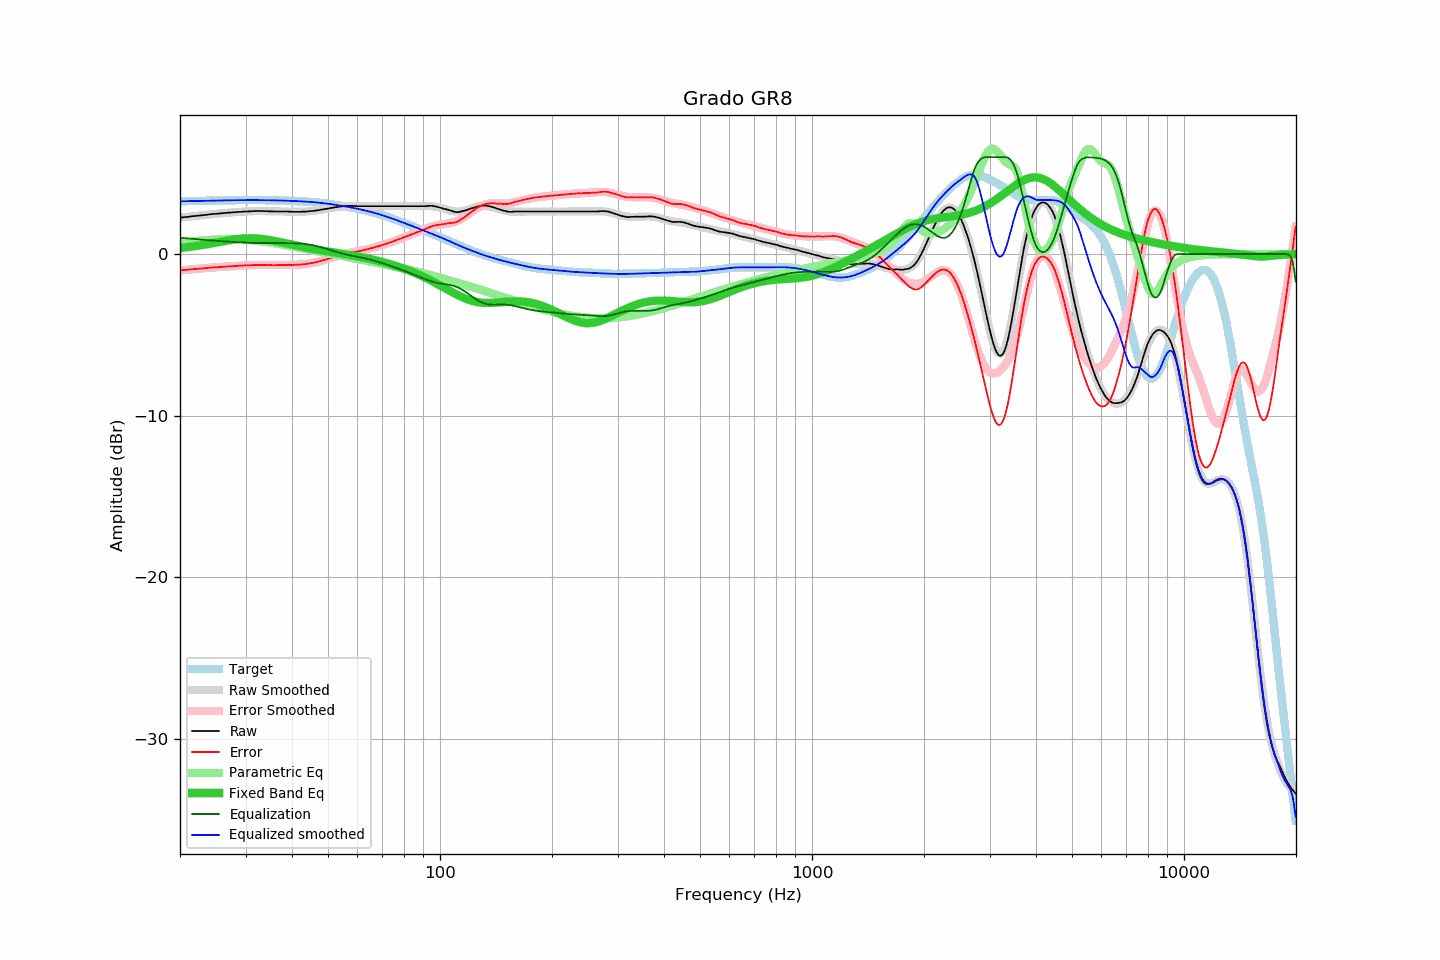 Grado GR8
Amplitude (dBr)
0
−10
−20
−30
Target
Raw Smoothed
Error Smoothed
Raw
Error
Parametric Eq
Fixed Band Eq
Equalization
Equalized smoothed
100
1000
10000
Frequency (Hz)